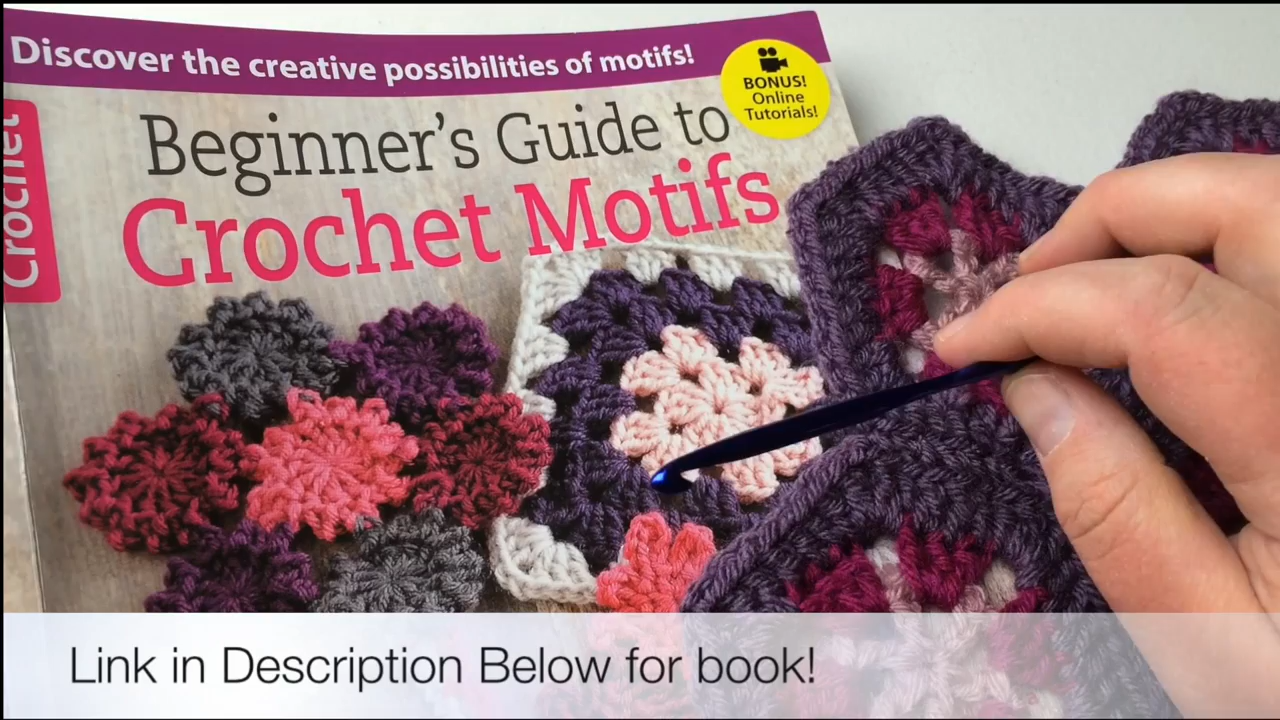 Discover the creative possibilities of motifs!
BONUS!
Online
Tutorials!
Beginner's Guide to
Crochet Motifs
Crochet
Link in Description Below for book!